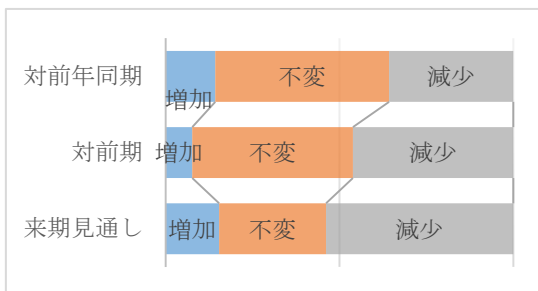 対前年同期 増加 不変 減少
対前期 増加 不変 減少
来期見通し 増加 不変 減少